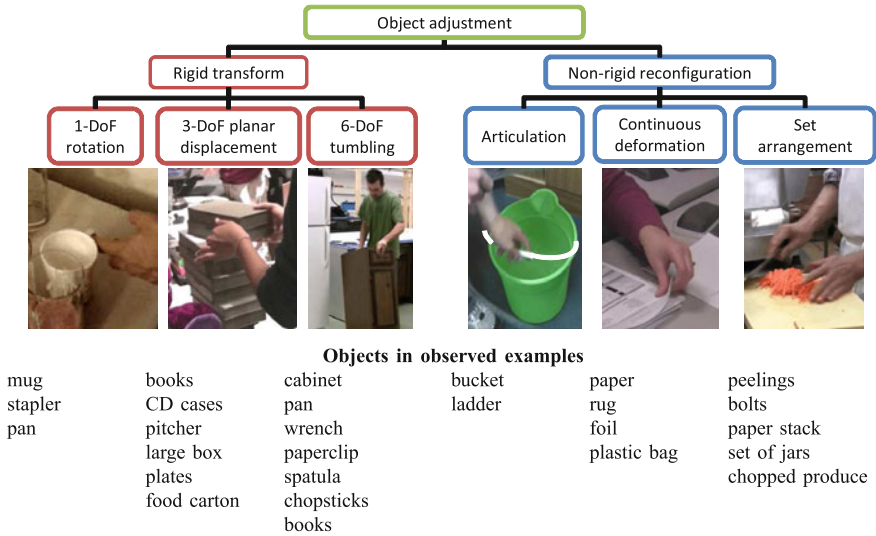 Object adjustment
Rigid transform
Non-rigid reconfiguration
1-DoF
rotation
3-DoF planar
displacement
6-DoF
tumbling
Articulation
Continuous
deformation
Set
arrangement
Objects in observed examples
mug books cabinet bucket paper peelings
stapler CD cases pan ladder rug bolts
pan pitcher wrench foil paper stack
large box paperclip plastic bag set of jars
plates spatula chopped produce
food carton chopsticks
books